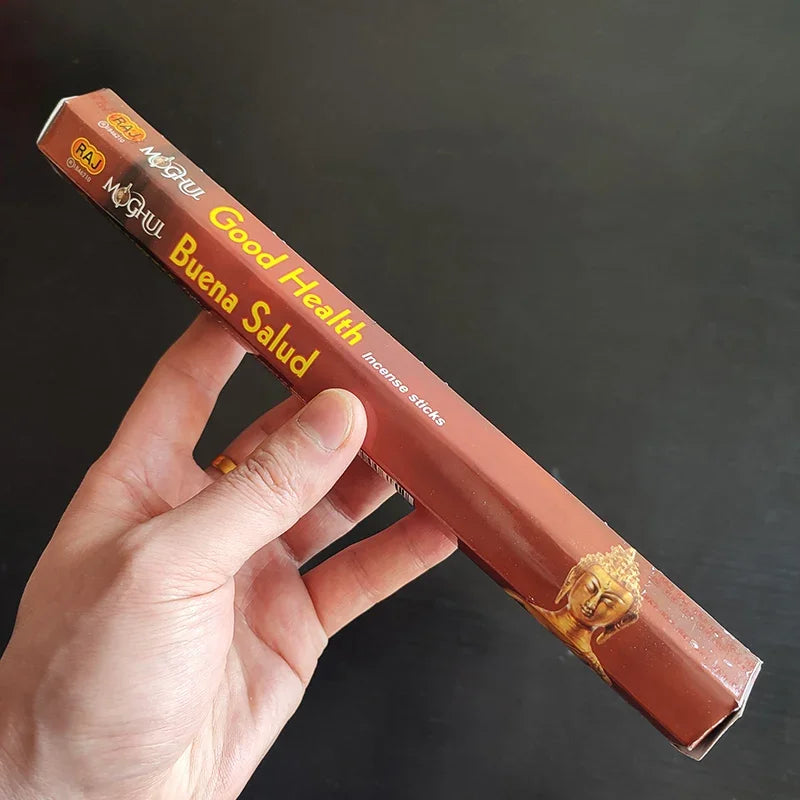 RAJ
MOGHUL
Good Health
Incense sticks
RAJ
MOGHUL
Buena Salud